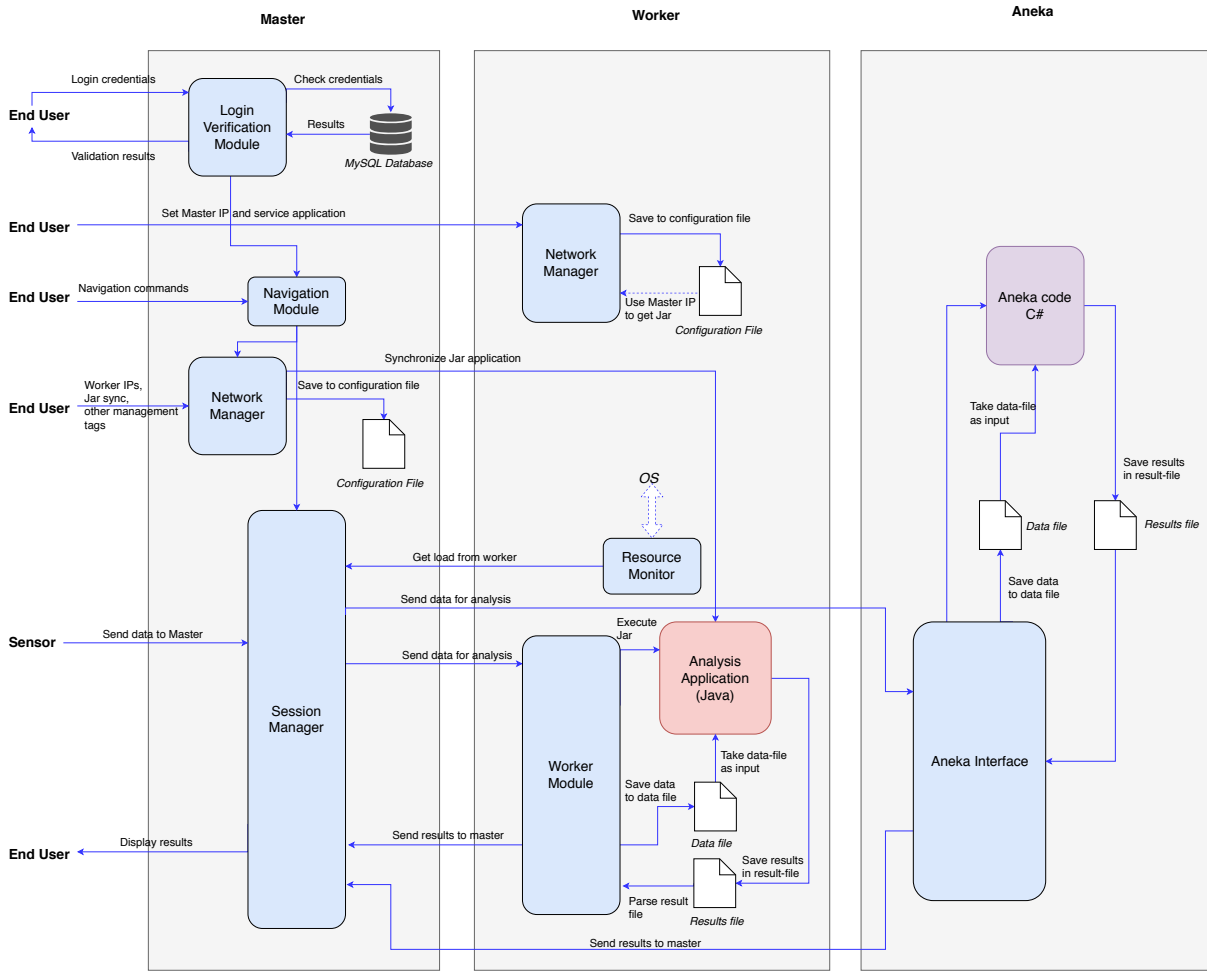 Master
Worker
Aneka
Login credentials
Check credentials
End User
Login
Verification
Module
Results
Validation results
MySQL Database
Set Master IP and service application
End User
Save to configuration file
Network
Manager
Use Master IP
to get Jar
Configuration File
Aneka code
C#
End User
Navigation commands
Navigation
Module
Synchronize Jar application
Worker IPs,
Jar sync,
other management
tags
End User
Network
Manager
Save to configuration file
Configuration File
Take data-file
as input
Save results
in result-file
OS
Data file
Results file
Get load from worker
Resource
Monitor
Save data
to data file
Send data for analysis
Sensor
Send data to Master
Execute
Jar
Send data for analysis
Analysis
Application
(Java)
Session
Manager
Worker
Module
Aneka Interface
Take data-file
as input
Save data
to data file
Data file
End User
Display results
Send results to master
Save results
in result-file
Parse result
file
Results file
Send results to master